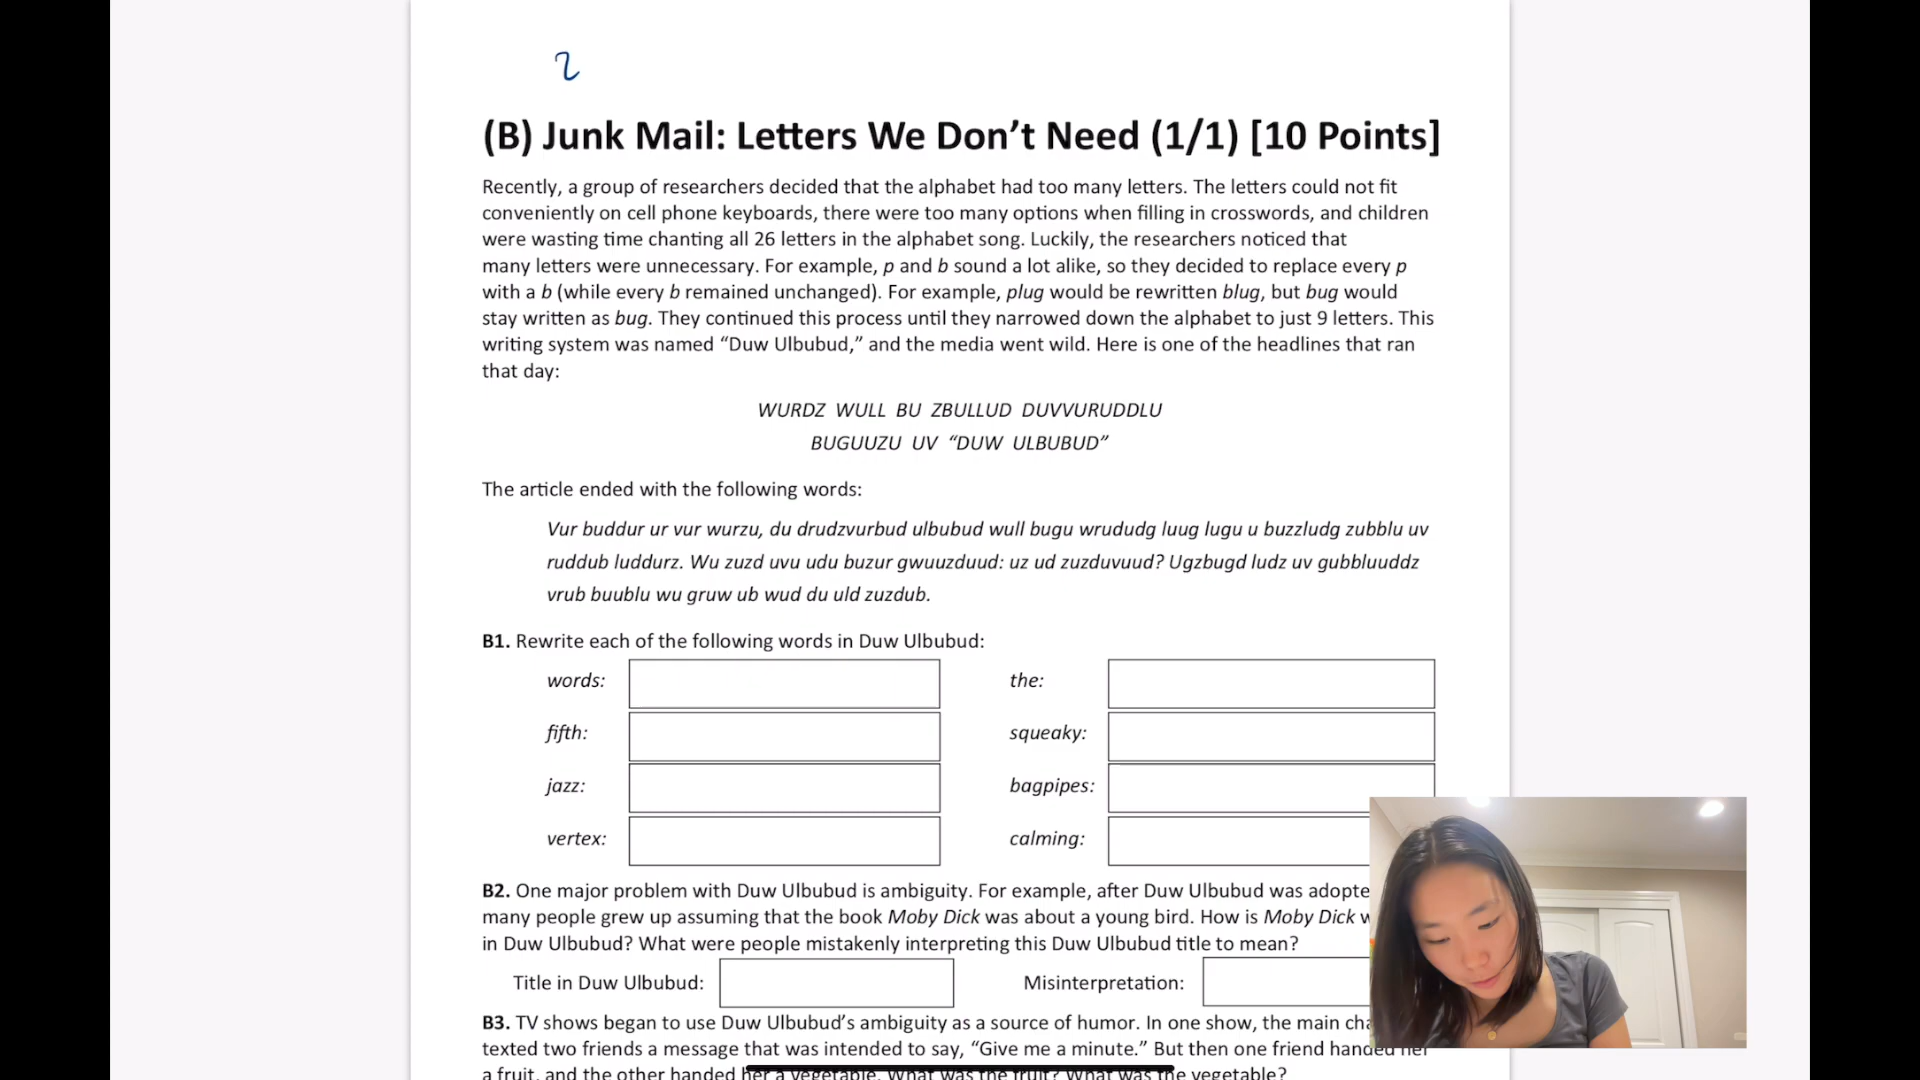 2
(B) Junk Mail: Letters We Don't Need (1/1) [10 Points]
Recently, a group of researchers decided that the alphabet had too many letters. The letters could not fit
conveniently on cell phone keyboards, there were too many options when filling in crosswords, and children
were wasting time chanting all 26 letters in the alphabet song. Luckily, the researchers noticed that
many letters were unnecessary. For example, p and b sound a lot alike, so they decided to replace every p
with a b (while every b remained unchanged). For example, plug would be rewritten blug, but bug would
stay written as bug. They continued this process until they narrowed down the alphabet to just 9 letters. This
writing system was named “Duw Ulbubud,” and the media went wild. Here is one of the headlines that ran
that day:
WURDZ WULL BU ZBULLUD DUVVURUDDLU
BUGUUZU UV “DUW ULBUBUD”
The article ended with the following words:
Vur buddur ur vur wurzu, du drudzvurbud ulbubud wull bugu wrududg luug lugu u buzzludg zubblu uv
ruddub luddurz. Wu zuzd uvu udu buzur gwuuzduud: uz ud zuzduvuud? Ugzbugd ludz uv gubbluuddz
vrub buublu wu gruw ub wud du uld zuzdub.
B1. Rewrite each of the following words in Duw Ulbubud:
words: the:
fifth: squeaky:
jazz: bagpipes:
vertex: calming:
B2. One major problem with Duw Ulbubud is ambiguity. For example, after Duw Ulbubud was adopte
many people grew up assuming that the book Moby Dick was about a young bird. How is Moby Dick w
in Duw Ulbubud? What were people mistakenly interpreting this Duw Ulbubud title to mean?
Title in Duw Ulbubud: Misinterpretation:
B3. TV shows began to use Duw Ulbubud's ambiguity as a source of humor. In one show, the main cha
texted two friends a message that was intended to say, “Give me a minute.” But then one friend handed her
a fruit, and the other handed her a vegetable. What was the fruit? What was the vegetable?